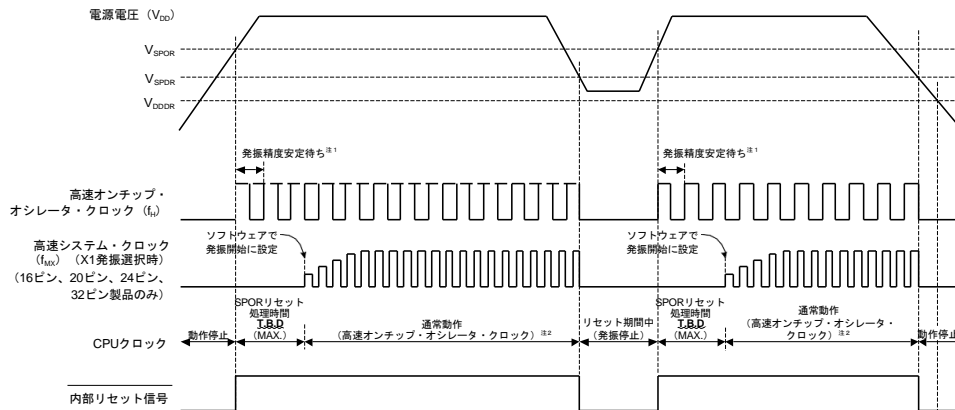 電源電圧（VDD）
VSPOR
VSPDR
VDDDR
発振精度安定待ち注1
発振精度安定待ち注1
高速オンチップ・
オシレータ・クロック（fIH）
ソフトウェアで
発振開始に設定
ソフトウェアで
発振開始に設定
高速システム・クロック
（fMX）（X1発振選択時）
（16ピン、20ピン、24ピン、
32ピン製品のみ）
SPORリセット
処理時間
T.B.D
(MAX.)
SPORリセット
処理時間
T.B.D
(MAX.)
CPUクロック
動作停止
通常動作
（高速オンチップ・オシレータ・クロック）注2
リセット期間中
（発振停止）
通常動作
（高速オンチップ・オシレータ・
クロック）注2
動作停止
内部リセット信号